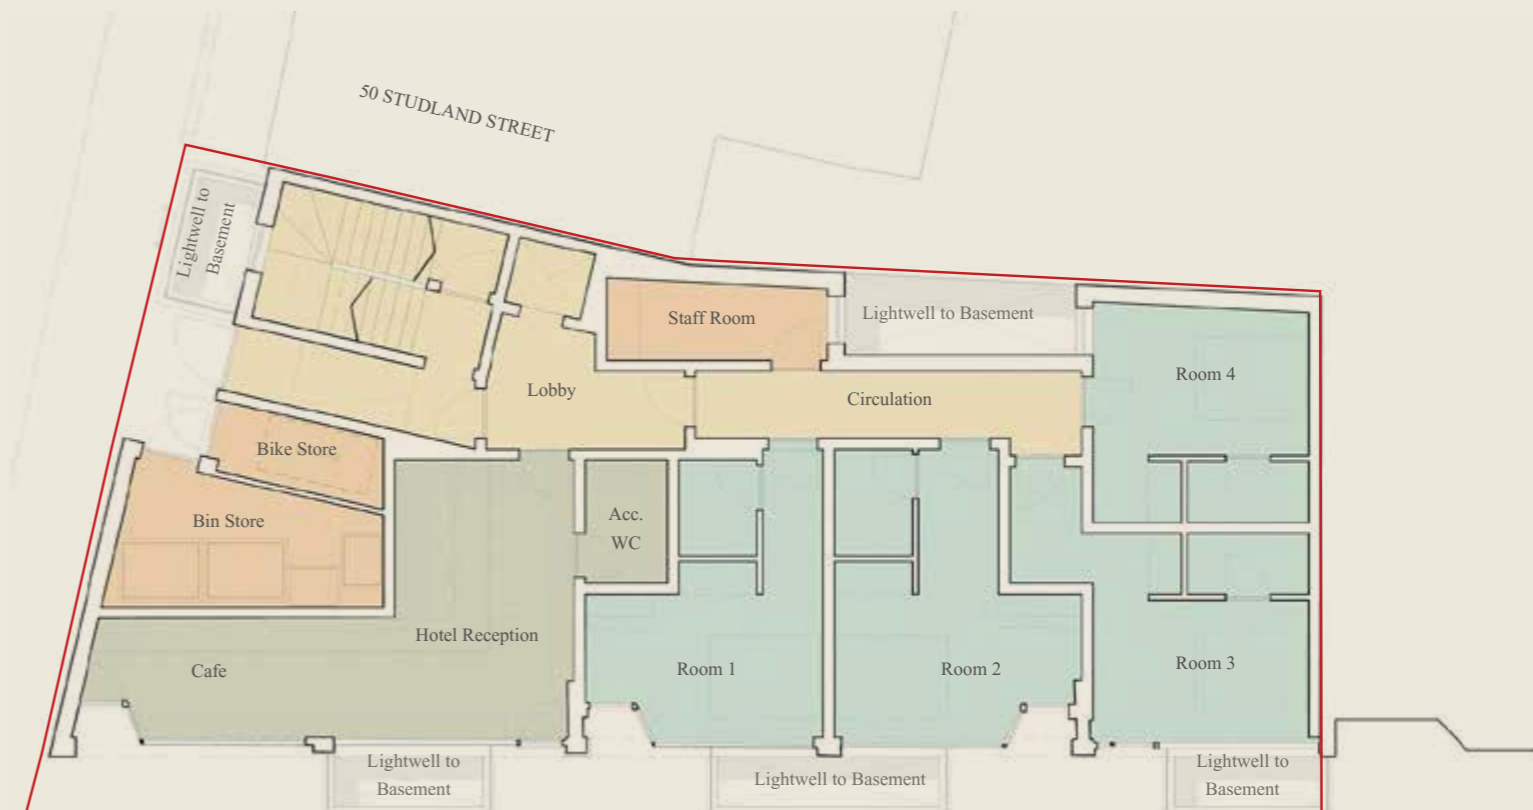 50 STUDLAND STREET
Lightwell to
Basement
Staff Room
Lightwell to Basement
Room 4
Lobby
Circulation
Bike Store
Bin Store
Acc.
WC
Hotel Reception
Cafe
Room 1
Room 2
Room 3
Lightwell to
Basement
Lightwell to Basement
Lightwell to
Basement